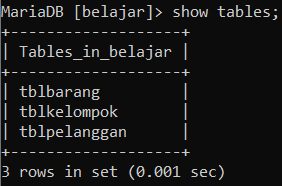 MariaDB [belajar]> show tables;
+-------------------+
| Tables_in_belajar |
+-------------------+
| tblbarang         |
| tblkelompok       |
| tblpelanggan      |
+-------------------+
3 rows in set (0.001 sec)